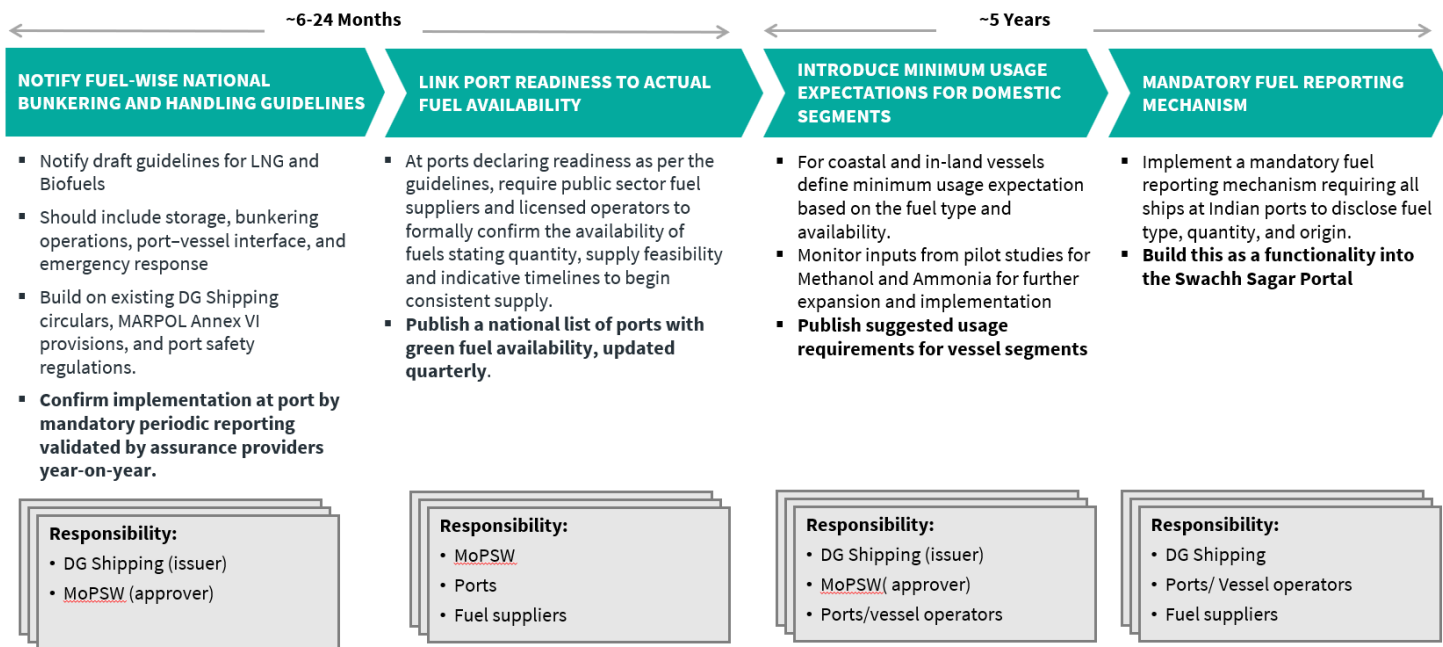 ~6-24 Months
~5 Years
NOTIFY FUEL-WISE NATIONAL
BUNKERING AND HANDLING GUIDELINES
▪ Notify draft guidelines for LNG and
Biofuels
▪ Should include storage, bunkering
operations, port–vessel interface, and
emergency response
▪ Build on existing DG Shipping
circulars, MARPOL Annex VI
provisions, and port safety
regulations.
▪ Confirm implementation at port by
mandatory periodic reporting
validated by assurance providers
year-on-year.
Responsibility:
• DG Shipping (issuer)
• MoPSW (approver)
LINK PORT READINESS TO ACTUAL
FUEL AVAILABILITY
▪ At ports declaring readiness as per the
guidelines, require public sector fuel
suppliers and licensed operators to
formally confirm the availability of
fuels stating quantity, supply feasibility
and indicative timelines to begin
consistent supply.
▪ Publish a national list of ports with
green fuel availability, updated
quarterly.
Responsibility:
• MoPSW
• Ports
• Fuel suppliers
INTRODUCE MINIMUM USAGE
EXPECTATIONS FOR DOMESTIC
SEGMENTS
▪ For coastal and in-land vessels
define minimum usage expectation
based on the fuel type and
availability.
▪ Monitor inputs from pilot studies for
Methanol and Ammonia for further
expansion and implementation
▪ Publish suggested usage
requirements for vessel segments
Responsibility:
• DG Shipping (issuer)
• MoPSW( approver)
• Ports/vessel operators
MANDATORY FUEL REPORTING
MECHANISM
▪ Implement a mandatory fuel
reporting mechanism requiring all
ships at Indian ports to disclose fuel
type, quantity, and origin.
▪ Build this as a functionality into
the Swachh Sagar Portal
Responsibility:
• DG Shipping
• Ports/ Vessel operators
• Fuel suppliers